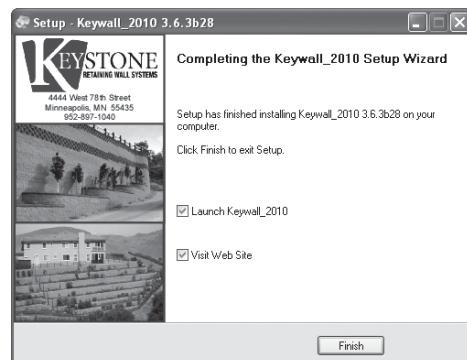 Setup - Keywall_2010 3.6.3b28
KEYSTONE
RETAINING WALL SYSTEMS
4444 West 78th Street
Minneapolis, MN 55435
952-897-1040
Completing the Keywall_2010 Setup Wizard
Setup has finished installing Keywall_2010 3.6.3b28 on your
computer.
Click Finish to exit Setup.
Launch Keywall_2010
Visit Web Site
Finish